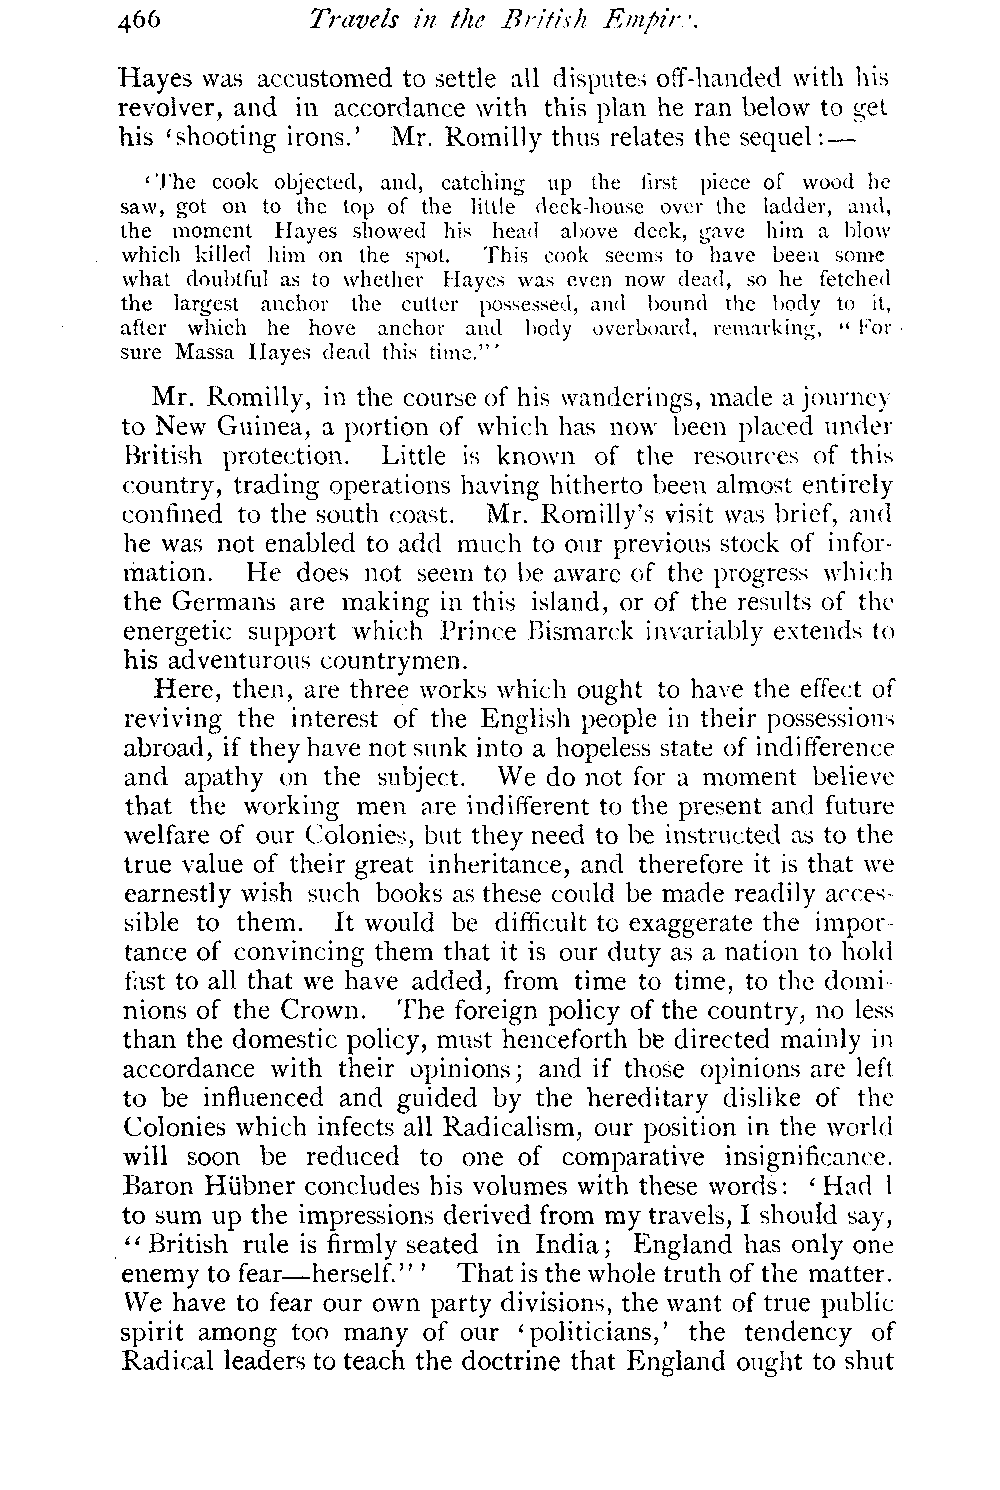 466 Travels in the British Empire.
Hayes was accustomed to settle all disputes off-handed with his
revolver, and in accordance with this plan he ran below to get
his ‘shooting irons.’ Mr. Romilly thus relates the sequel:—
‘The cook objected, and, catching up the first piece of wood he
saw, got on to the top of the little deck-house over the ladder, and,
the moment Hayes showed his head above deck, gave him a blow
which killed him on the spot. This cook seems to have been some
what doubtful as to whether Hayes was even now dead, so he fetched
the largest anchor the cutter possessed, and bound the body to it,
after which he hove anchor and body overboard, remarking, “For
sure Massa Hayes dead this time.”’
Mr. Romilly, in the course of his wanderings, made a journey
to New Guinea, a portion of which has now been placed under
British protection. Little is known of the resources of this
country, trading operations having hitherto been almost entirely
confined to the south coast. Mr. Romilly’s visit was brief, and
he was not enabled to add much to our previous stock of infor-
mation. He does not seem to be aware of the progress which
the Germans are making in this island, or of the results of the
energetic support which Prince Bismarck invariably extends to
his adventurous countrymen.
Here, then, are three works which ought to have the effect of
reviving the interest of the English people in their possessions
abroad, if they have not sunk into a hopeless state of indifference
and apathy on the subject. We do not for a moment believe
that the working men are indifferent to the present and future
welfare of our Colonies, but they need to be instructed as to the
true value of their great inheritance, and therefore it is that we
earnestly wish such books as these could be made readily acces-
sible to them. It would be difficult to exaggerate the impor-
tance of convincing them that it is our duty as a nation to hold
fast to all that we have added, from time to time, to the domi-
nions of the Crown. The foreign policy of the country, no less
than the domestic policy, must henceforth be directed mainly in
accordance with their opinions; and if those opinions are left
to be influenced and guided by the hereditary dislike of the
Colonies which infects all Radicalism, our position in the world
will soon be reduced to one of comparative insignificance.
Baron Hübner concludes his volumes with these words: ‘Had I
to sum up the impressions derived from my travels, I should say,
“British rule is firmly seated in India; England has only one
enemy to fear—herself.”’ That is the whole truth of the matter.
We have to fear our own party divisions, the want of true public
spirit among too many of our ‘politicians,’ the tendency of
Radical leaders to teach the doctrine that England ought to shut